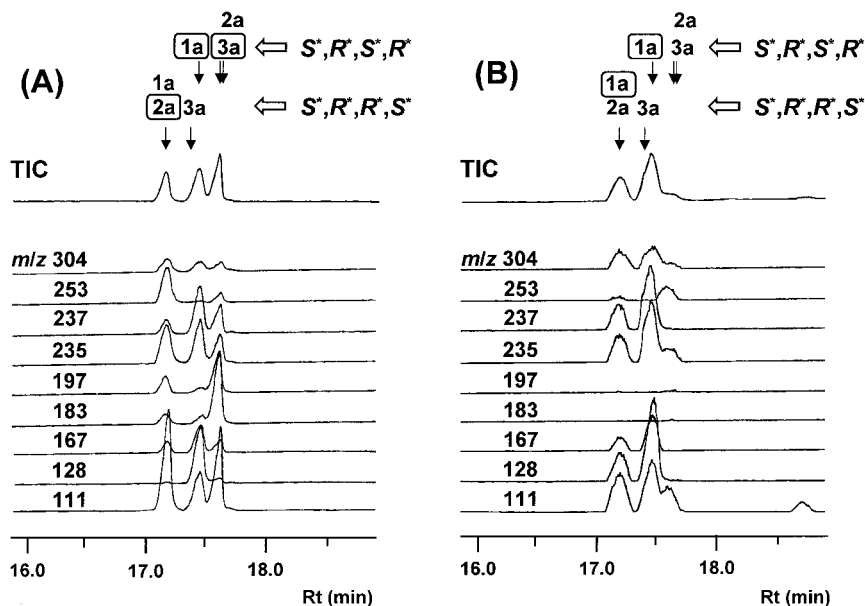 (A)
2a
1a 3a S*,R*,S*,R*
1a
2a 3a S*,R*,R*,S*
TIC
m/z 304
253
237
235
197
183
167
128
111
16.0 17.0 18.0
Rt (min)
(B)
2a
1a 3a S*,R*,S*,R*
1a
2a 3a S*,R*,R*,S*
TIC
m/z 304
253
237
235
197
183
167
128
111
16.0 17.0 18.0
Rt (min)